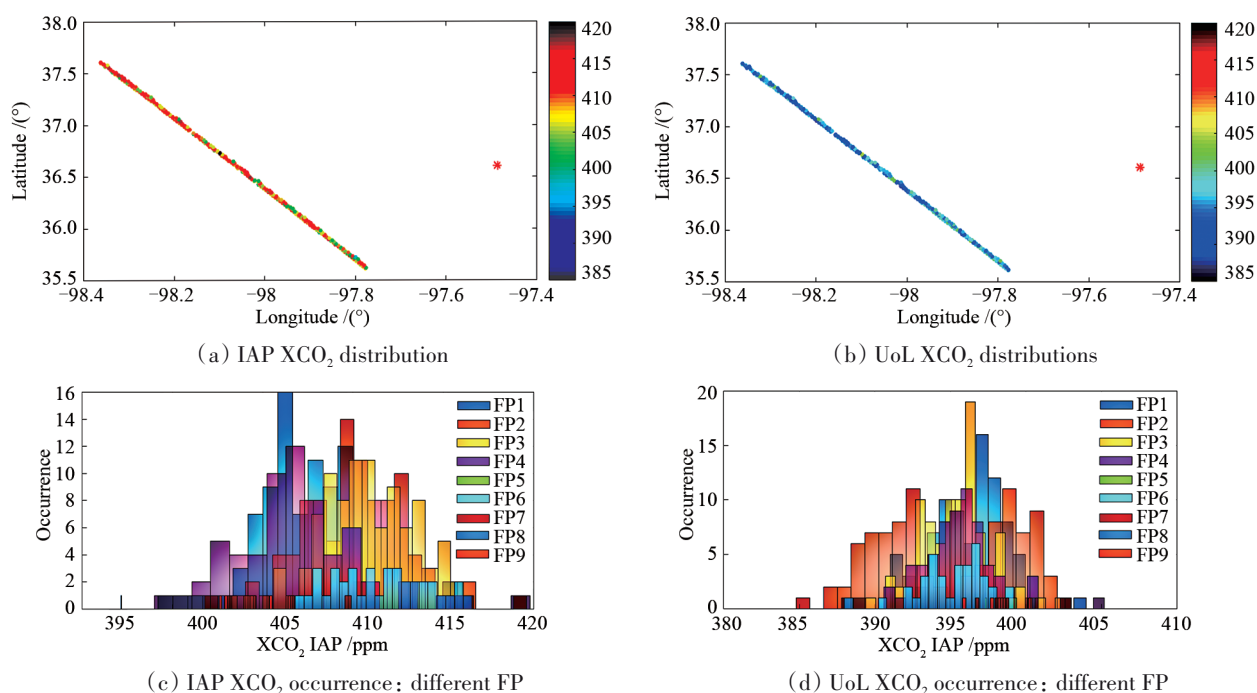 38.0
37.5
37.0
36.5
36.0
35.5
Latitude /(°)
−98.4 −98.2 −98 −97.8 −97.6 −97.4
Longitude /(°)
420
415
410
405
400
395
390
385
(a) IAP XCO₂ distribution
38.0
37.5
37.0
36.5
36.0
35.5
Latitude /(°)
−98.4 −98.2 −98 −97.8 −97.6 −97.4
Longitude /(°)
420
415
410
405
400
395
390
385
(b) UoL XCO₂ distributions
16
14
12
10
8
6
4
2
0
Occurrence
395 400 405 410 415 420
XCO₂ IAP /ppm
FP1
FP2
FP3
FP4
FP5
FP6
FP7
FP8
FP9
(c) IAP XCO₂ occurrence: different FP
20
15
10
5
0
Occurrence
380 385 390 395 400 405 410
XCO₂ IAP /ppm
FP1
FP2
FP3
FP4
FP5
FP6
FP7
FP8
FP9
(d) UoL XCO₂ occurrence: different FP